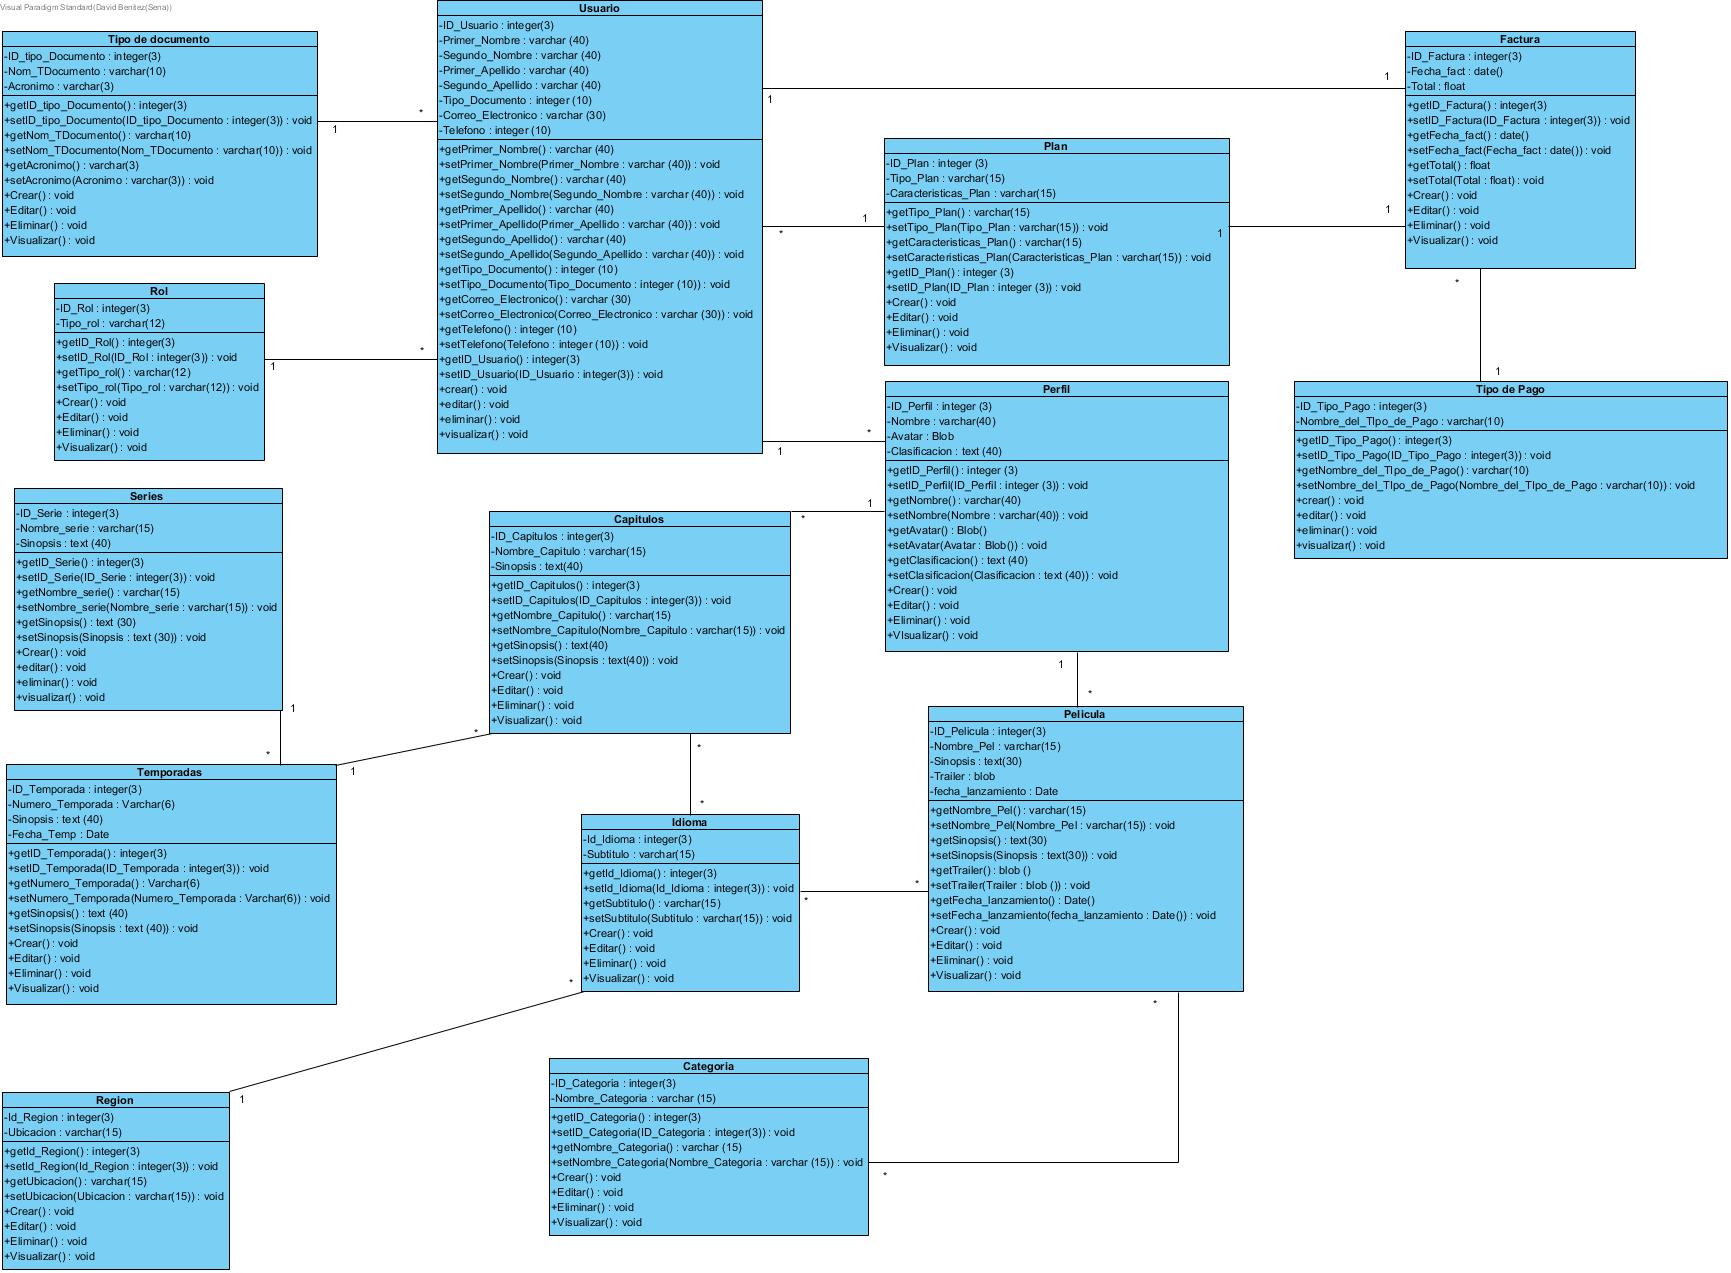 Visual Paradigm Standard(David Benitez(Sena))
Usuario
-ID_Usuario : integer(3)
-Primer_Nombre : varchar (40)
-Segundo_Nombre : varchar (40)
-Primer_Apellido : varchar (40)
-Segundo_Apellido : varchar (40)
-Tipo_Documento : integer (10)
-Correo_Electronico : varchar (30)
-Telefono : integer (10)
+getPrimer_Nombre() : varchar (40)
+setPrimer_Nombre(Primer_Nombre : varchar (40)) : void
+getSegundo_Nombre() : varchar (40)
+setSegundo_Nombre(Segundo_Nombre : varchar (40)) : void
+getPrimer_Apellido() : varchar (40)
+setPrimer_Apellido(Primer_Apellido : varchar (40)) : void
+getSegundo_Apellido() : varchar (40)
+setSegundo_Apellido(Segundo_Apellido : varchar (40)) : void
+getTipo_Documento() : integer (10)
+setTipo_Documento(Tipo_Documento : integer (10)) : void
+getCorreo_Electronico() : varchar (30)
+setCorreo_Electronico(Correo_Electronico : varchar (30)) : void
+getTelefono() : integer (10)
+setTelefono(Telefono : integer (10)) : void
+getID_Usuario() : integer(3)
+setID_Usuario(ID_Usuario : integer(3)) : void
+crear() : void
+editar() : void
+eliminar() : void
+visualizar() : void
Tipo de documento
-ID_tipo_Documento : integer(3)
-Nom_TDocumento : varchar(10)
-Acronimo : varchar(3)
+getID_tipo_Documento() : integer(3)
+setID_tipo_Documento(ID_tipo_Documento : integer(3)) : void
+getNom_TDocumento() : varchar(10)
+setNom_TDocumento(Nom_TDocumento : varchar(10)) : void
+getAcronimo() : varchar(3)
+setAcronimo(Acronimo : varchar(3)) : void
+Crear() : void
+Editar() : void
+Eliminar() : void
+Visualizar() : void
1
*
1
1
Factura
-ID_Factura : integer(3)
-Fecha_fact : date()
-Total : float
+getID_Factura() : integer(3)
+setID_Factura(ID_Factura : integer(3)) : void
+getFecha_fact() : date()
+setFecha_fact(Fecha_fact : date()) : void
+getTotal() : float
+setTotal(Total : float) : void
+Crear() : void
+Editar() : void
+Eliminar() : void
+Visualizar() : void
Plan
-ID_Plan : integer (3)
-Tipo_Plan : varchar(15)
-Caracteristicas_Plan : varchar(15)
+getTipo_Plan() : varchar(15)
+setTipo_Plan(Tipo_Plan : varchar(15)) : void
+getCaracteristicas_Plan() : varchar(15)
+setCaracteristicas_Plan(Caracteristicas_Plan : varchar(15)) : void
+getID_Plan() : integer (3)
+setID_Plan(ID_Plan : integer (3)) : void
+Crear() : void
+Editar() : void
+Eliminar() : void
+Visualizar() : void
*
1
1
1
Rol
-ID_Rol : integer(3)
-Tipo_rol : varchar(12)
+getID_Rol() : integer(3)
+setID_Rol(ID_Rol : integer(3)) : void
+getTipo_rol() : varchar(12)
+setTipo_rol(Tipo_rol : varchar(12)) : void
+Crear() : void
+Editar() : void
+Eliminar() : void
+Visualizar() : void
1
*
*
1
Perfil
-ID_Perfil : integer (3)
-Nombre : varchar(40)
-Avatar : Blob
-Clasificacion : text (40)
+getID_Perfil() : integer (3)
+setID_Perfil(ID_Perfil : integer (3)) : void
+getNombre() : varchar(40)
+setNombre(Nombre : varchar(40)) : void
+getAvatar() : Blob()
+setAvatar(Avatar : Blob()) : void
+getClasificacion() : text (40)
+setClasificacion(Clasificacion : text (40)) : void
+Crear() : void
+Editar() : void
+Eliminar() : void
+VIsualizar() : void
1
*
Tipo de Pago
-ID_Tipo_Pago : integer(3)
-Nombre_del_TIpo_de_Pago : varchar(10)
+getID_Tipo_Pago() : integer(3)
+setID_Tipo_Pago(ID_Tipo_Pago : integer(3)) : void
+getNombre_del_TIpo_de_Pago() : varchar(10)
+setNombre_del_TIpo_de_Pago(Nombre_del_TIpo_de_Pago : varchar(10)) : void
+crear() : void
+editar() : void
+eliminar() : void
+visualizar() : void
Series
-ID_Serie : integer(3)
-Nombre_serie : varchar(15)
-Sinopsis : text (40)
+getID_Serie() : integer(3)
+setID_Serie(ID_Serie : integer(3)) : void
+getNombre_serie() : varchar(15)
+setNombre_serie(Nombre_serie : varchar(15)) : void
+getSinopsis() : text (30)
+setSinopsis(Sinopsis : text (30)) : void
+Crear() : void
+editar() : void
+eliminar() : void
+visualizar() : void
1
*
Capitulos
-ID_Capitulos : integer(3)
-Nombre_Capitulo : varchar(15)
-Sinopsis : text(40)
+getID_Capitulos() : integer(3)
+setID_Capitulos(ID_Capitulos : integer(3)) : void
+getNombre_Capitulo() : varchar(15)
+setNombre_Capitulo(Nombre_Capitulo : varchar(15)) : void
+getSinopsis() : text(40)
+setSinopsis(Sinopsis : text(40)) : void
+Crear() : void
+Editar() : void
+Eliminar() : void
+Visualizar() : void
*
1
1
*
Temporadas
-ID_Temporada : integer(3)
-Numero_Temporada : Varchar(6)
-Sinopsis : text (40)
-Fecha_Temp : Date
+getID_Temporada() : integer(3)
+setID_Temporada(ID_Temporada : integer(3)) : void
+getNumero_Temporada() : Varchar(6)
+setNumero_Temporada(Numero_Temporada : Varchar(6)) : void
+getSinopsis() : text (40)
+setSinopsis(Sinopsis : text (40)) : void
+Crear() : void
+Editar() : void
+Eliminar() : void
+Visualizar() : void
*
*
Idioma
-Id_Idioma : integer(3)
-Subtitulo : varchar(15)
+getId_Idioma() : integer(3)
+setId_Idioma(Id_Idioma : integer(3)) : void
+getSubtitulo() : varchar(15)
+setSubtitulo(Subtitulo : varchar(15)) : void
+Crear() : void
+Editar() : void
+Eliminar() : void
+Visualizar() : void
*
*
1
*
Pelicula
-ID_Pelicula : integer(3)
-Nombre_Pel : varchar(15)
-Sinopsis : text(30)
-Trailer : blob
-fecha_lanzamiento : Date
+getNombre_Pel() : varchar(15)
+setNombre_Pel(Nombre_Pel : varchar(15)) : void
+getSinopsis() : text(30)
+setSinopsis(Sinopsis : text(30)) : void
+getTrailer() : blob ()
+setTrailer(Trailer : blob ()) : void
+getFecha_lanzamiento() : Date()
+setFecha_lanzamiento(fecha_lanzamiento : Date()) : void
+Crear() : void
+Editar() : void
+Eliminar() : void
+Visualizar() : void
*
*
Region
-Id_Region : integer(3)
-Ubicacion : varchar(15)
+getId_Region() : integer(3)
+setId_Region(Id_Region : integer(3)) : void
+getUbicacion() : varchar(15)
+setUbicacion(Ubicacion : varchar(15)) : void
+Crear() : void
+Editar() : void
+Eliminar() : void
+Visualizar() : void
*
1
Categoria
-ID_Categoria : integer(3)
-Nombre_Categoria : varchar (15)
+getID_Categoria() : integer(3)
+setID_Categoria(ID_Categoria : integer(3)) : void
+getNombre_Categoria() : varchar (15)
+setNombre_Categoria(Nombre_Categoria : varchar (15)) : void
+Crear() : void
+Editar() : void
+Eliminar() : void
+Visualizar() : void